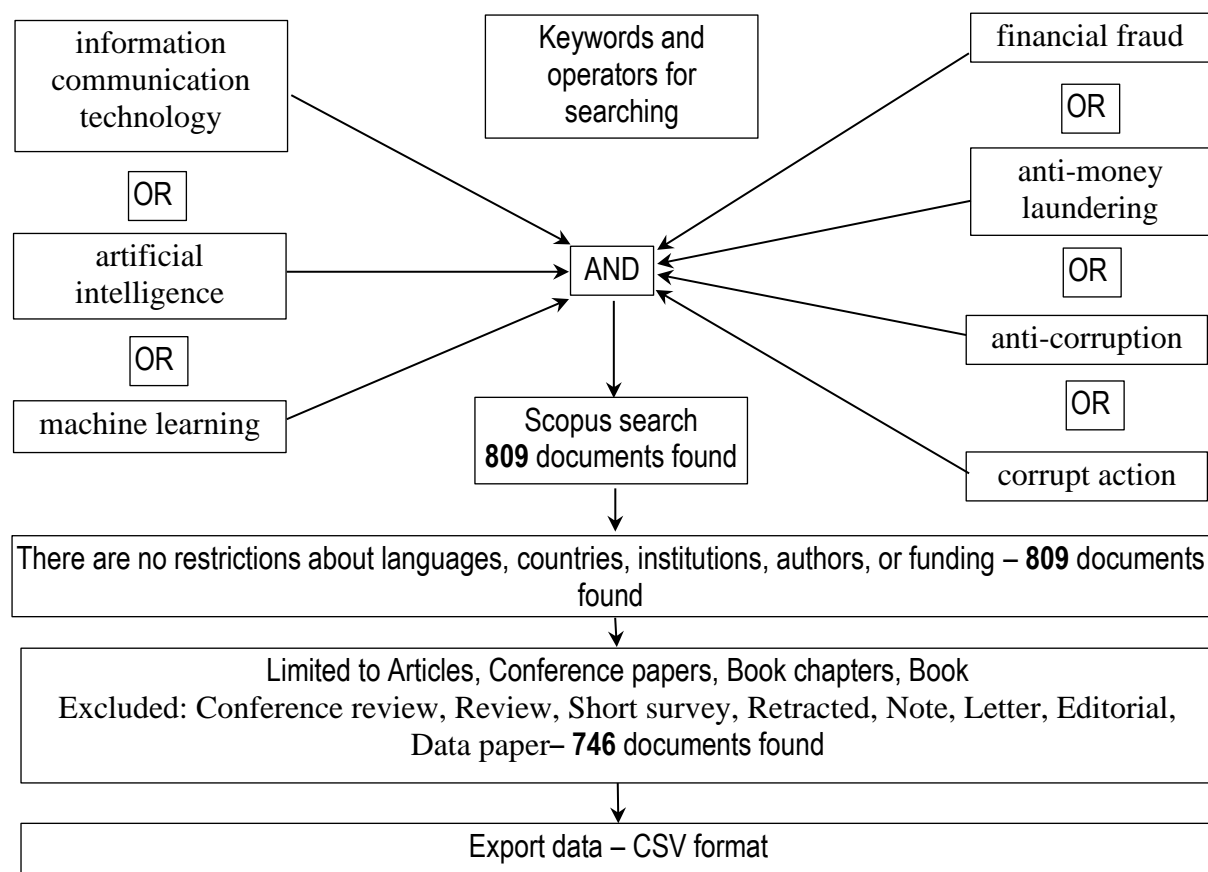 information
communication
technology
OR
artificial
intelligence
OR
machine learning
Keywords and
operators for
searching
AND
financial fraud
OR
anti-money
laundering
OR
anti-corruption
OR
corrupt action
Scopus search
809 documents found
There are no restrictions about languages, countries, institutions, authors, or funding – 809 documents
found
Limited to Articles, Conference papers, Book chapters, Book
Excluded: Conference review, Review, Short survey, Retracted, Note, Letter, Editorial,
Data paper– 746 documents found
Export data – CSV format